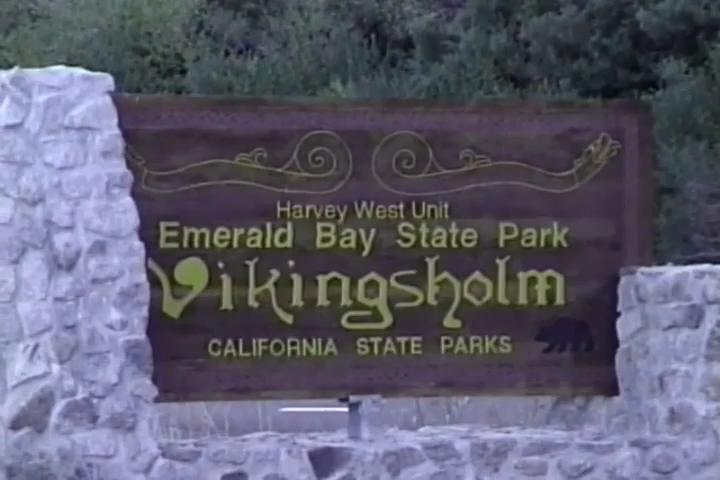 Harvey West Unit
Emerald Bay State Park
Vikingsholm
CALIFORNIA STATE PARKS